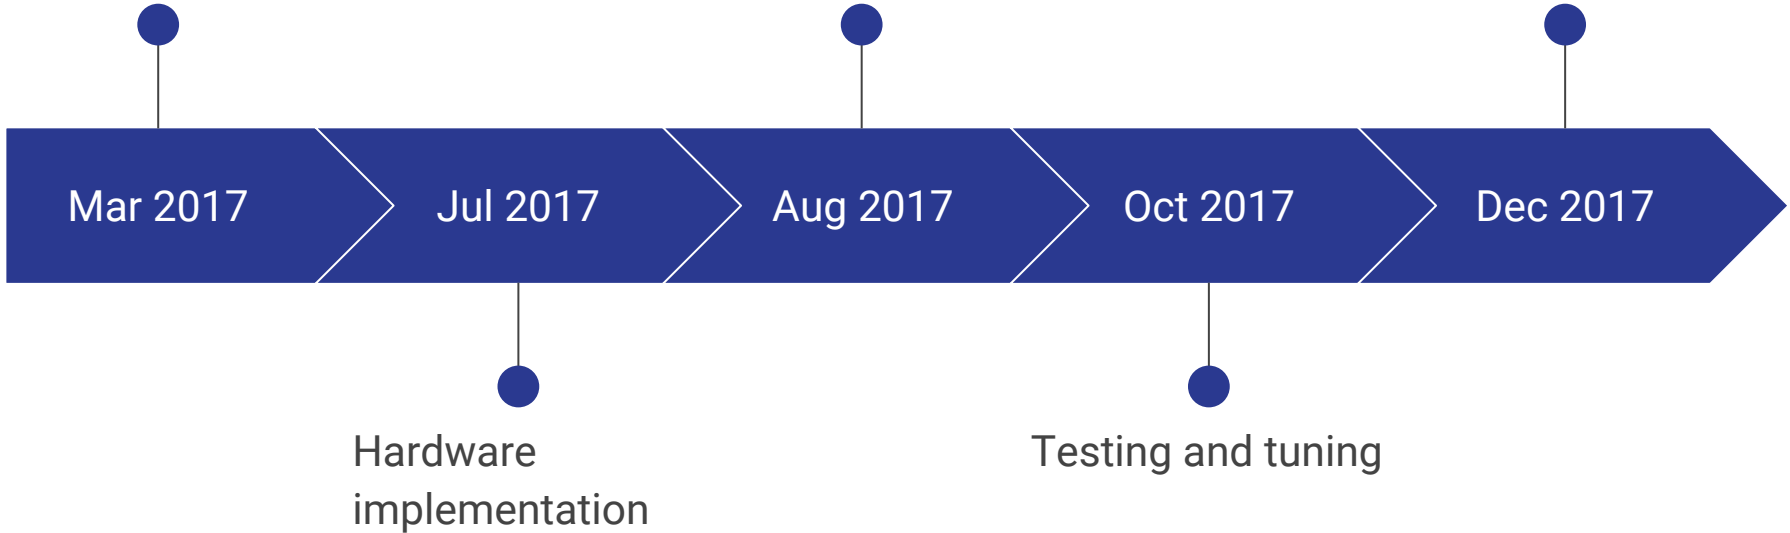 Mar 2017
Jul 2017
Aug 2017
Oct 2017
Dec 2017
Hardware
implementation
Testing and tuning